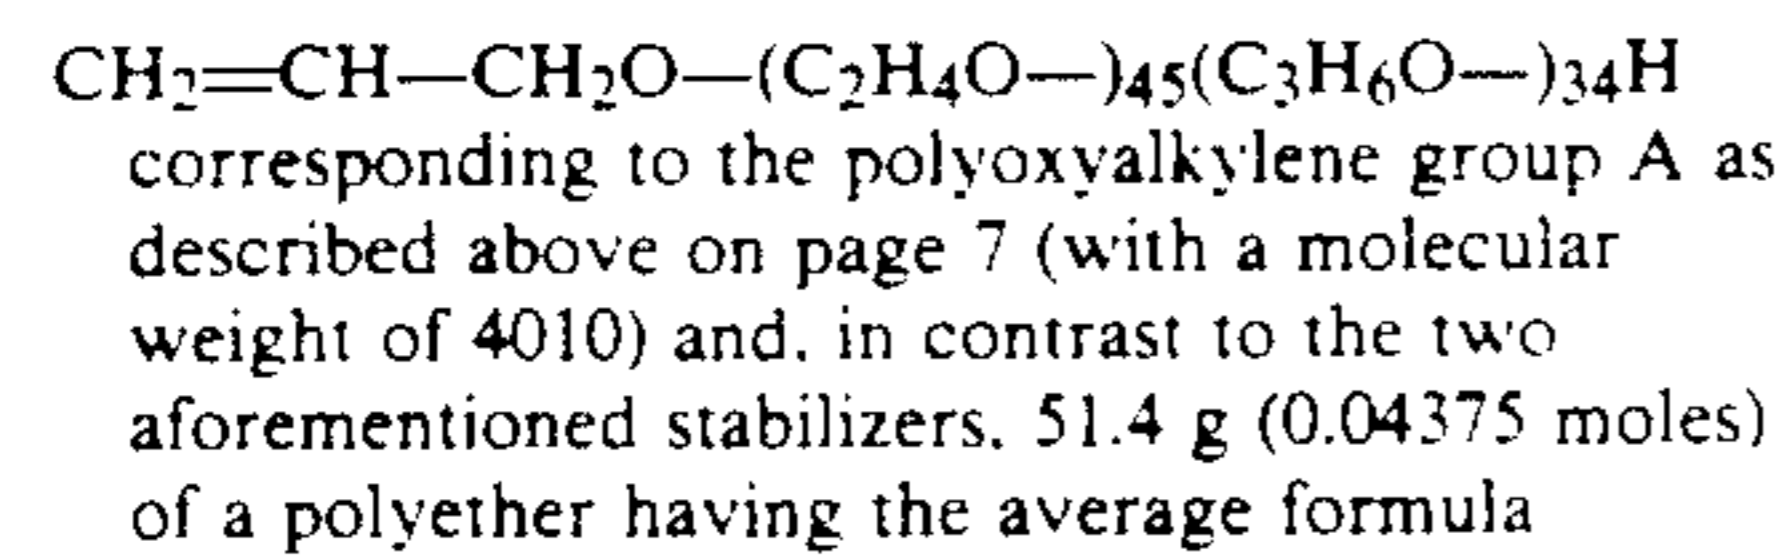 CH₂=CH—CH₂O—(C₂H₄O—)₄₅(C₃H₆O—)₃₄H
corresponding to the polyoxyalkylene group A as
described above on page 7 (with a molecular
weight of 4010) and. in contrast to the two
aforementioned stabilizers. 51.4 g (0.04375 moles)
of a polyether having the average formula